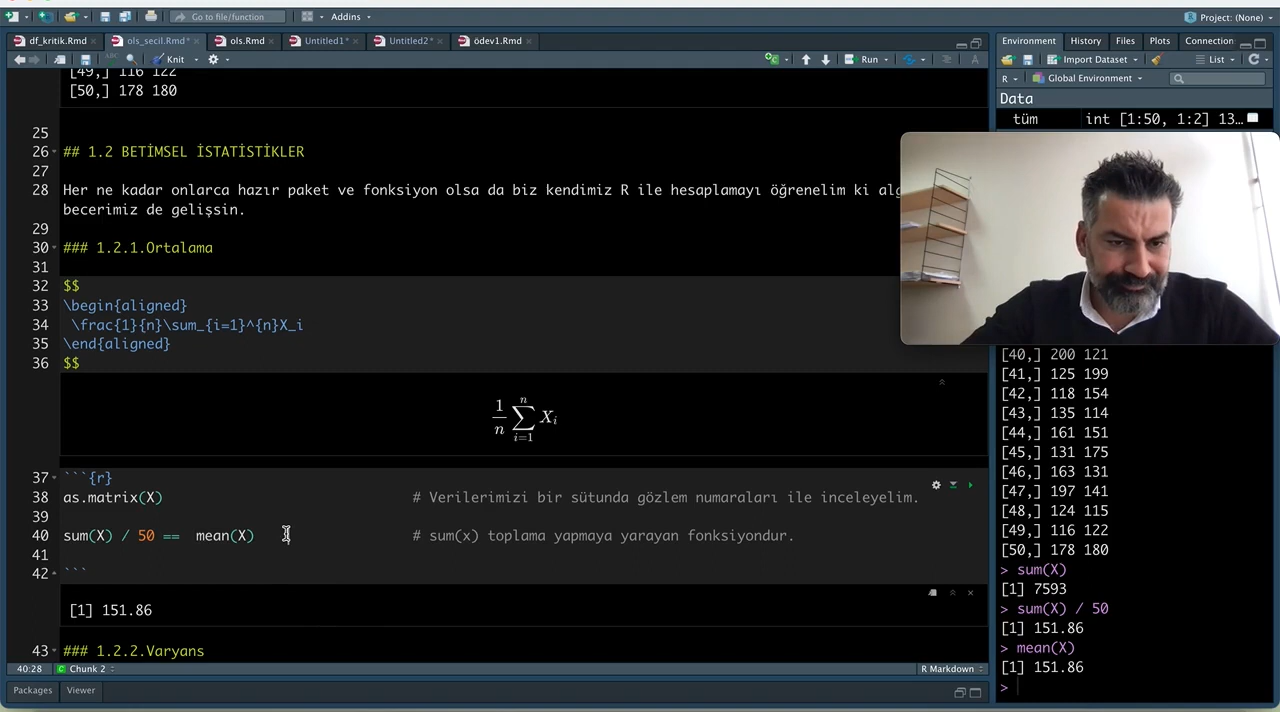 Go to file/function
Addins
Project: (None)
df_kritik.Rmd
ols_secil.Rmd*
ols.Rmd
Untitled1*
Untitled2*
ödev1.Rmd
Knit
Run
[49,] 116 122
[50,] 178 180
25
26 ## 1.2 BETİMSEL İSTATİSTİKLER
27
28 Her ne kadar onlarca hazır paket ve fonksiyon olsa da biz kendimiz R ile hesaplamayı öğrenelim ki alg
becerimiz de gelişsin.
29
30 ### 1.2.1.Ortalama
31
32 $$
33 \begin{aligned}
34 \frac{1}{n}\sum_{i=1}^{n}X_i
35 \end{aligned}
36 $$
1/n ∑_{i=1}^{n} X_i
37 ```{r}
38 as.matrix(X) # Verilerimizi bir sütunda gözlem numaraları ile inceleyelim.
39
40 sum(X) / 50 == mean(X) # sum(x) toplama yapmaya yarayan fonksiyondur.
41
42 ```
[1] 151.86
43 ### 1.2.2.Varyans
40:28 Chunk 2 R Markdown
Packages Viewer
Environment History Files Plots Connection
Import Dataset List
R Global Environment
Data
tüm int [1:50, 1:2] 13…
[40,] 200 121
[41,] 125 199
[42,] 118 154
[43,] 135 114
[44,] 161 151
[45,] 131 175
[46,] 163 131
[47,] 197 141
[48,] 124 115
[49,] 116 122
[50,] 178 180
> sum(X)
[1] 7593
> sum(X) / 50
[1] 151.86
> mean(X)
[1] 151.86
>